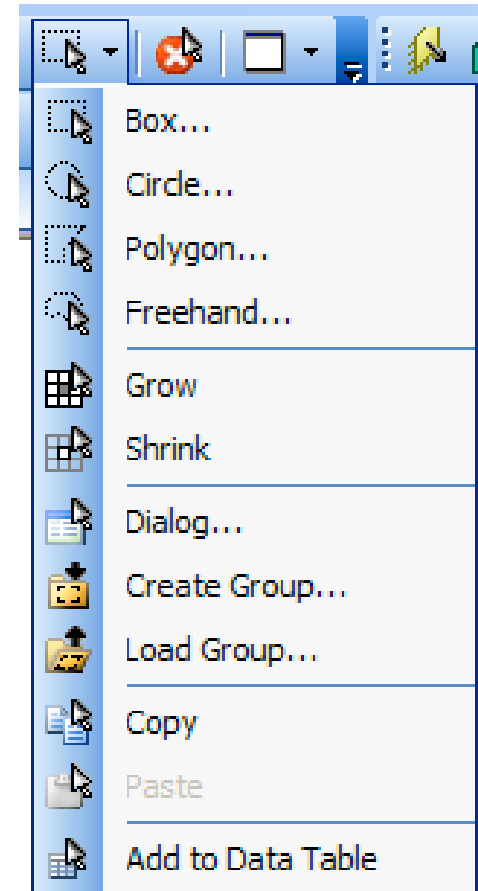 Box...
Circle...
Polygon...
Freehand...
Grow
Shrink
Dialog...
Create Group...
Load Group...
Copy
Paste
Add to Data Table